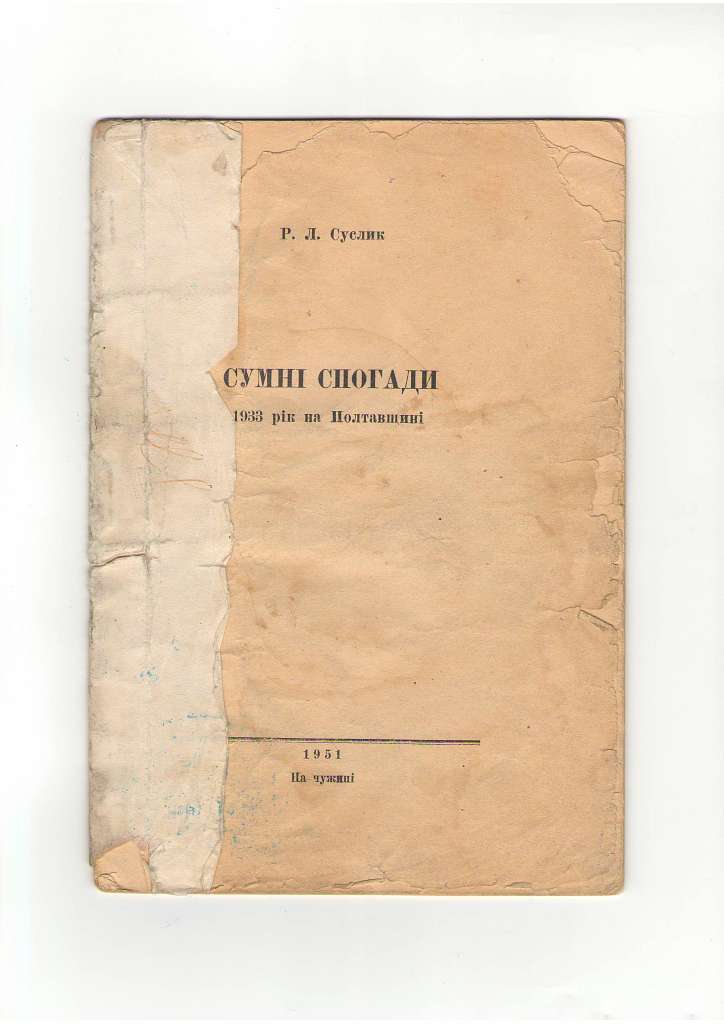 Р. Л. Суслик
СУМНІ СПОГАДИ
1933 рік на Полтавщині
1951
На чужині